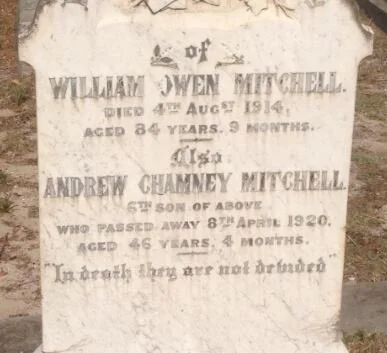 of
WILLIAM OWEN MITCHELL.
DIED 4TH AUGST 1914,
AGED 84 YEARS. 9 MONTHS.
Also
ANDREW CHAMNEY MITCHELL
6TH SON OF ABOVE
WHO PASSED AWAY 8TH APRIL 1920,
AGED 46 YEARS, 4 MONTHS.
"In death they are not devided"